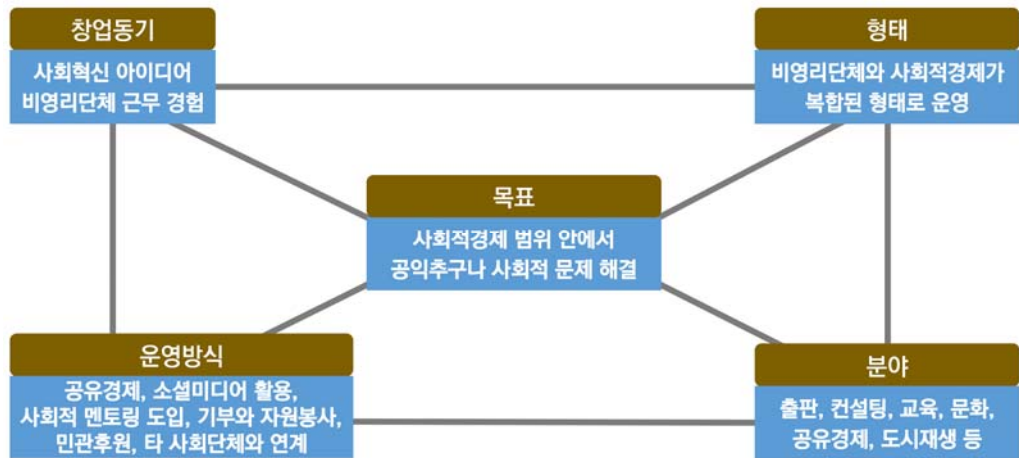 창업동기
사회혁신 아이디어
비영리단체 근무 경험
형태
비영리단체와 사회적경제가
복합된 형태로 운영
목표
사회적경제 범위 안에서
공익추구나 사회적 문제 해결
운영방식
공유경제, 소셜미디어 활용,
사회적 멘토링 도입, 기부와 자원봉사,
민관후원, 타 사회단체와 연계
분야
출판, 컨설팅, 교육, 문화,
공유경제, 도시재생 등